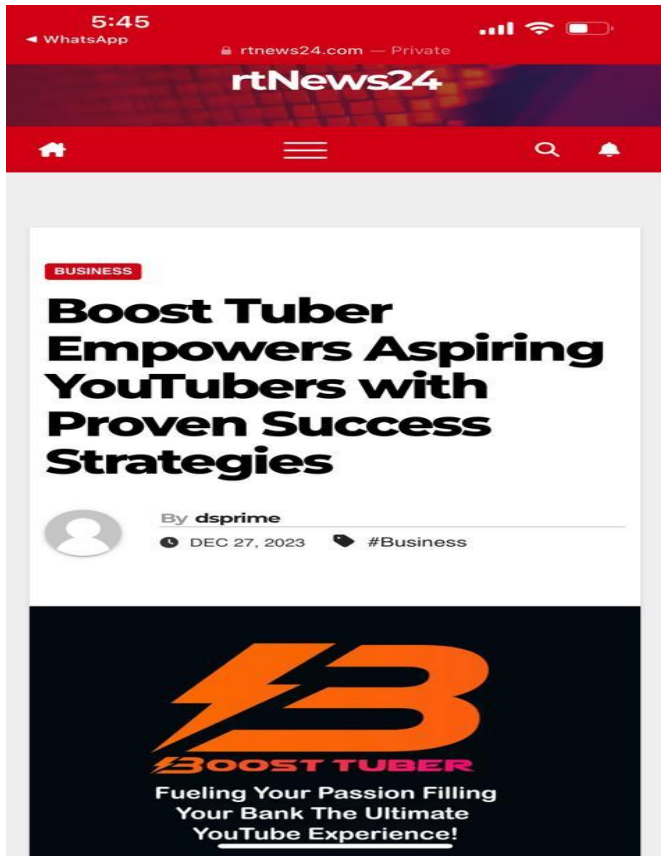 5:45
◄ WhatsApp
rtnews24.com — Private
rtNews24
BUSINESS
Boost Tuber
Empowers Aspiring
YouTubers with
Proven Success
Strategies
By dsprime
DEC 27, 2023 #Business
B
BOOST TUBER
Fueling Your Passion Filling
Your Bank The Ultimate
YouTube Experience!